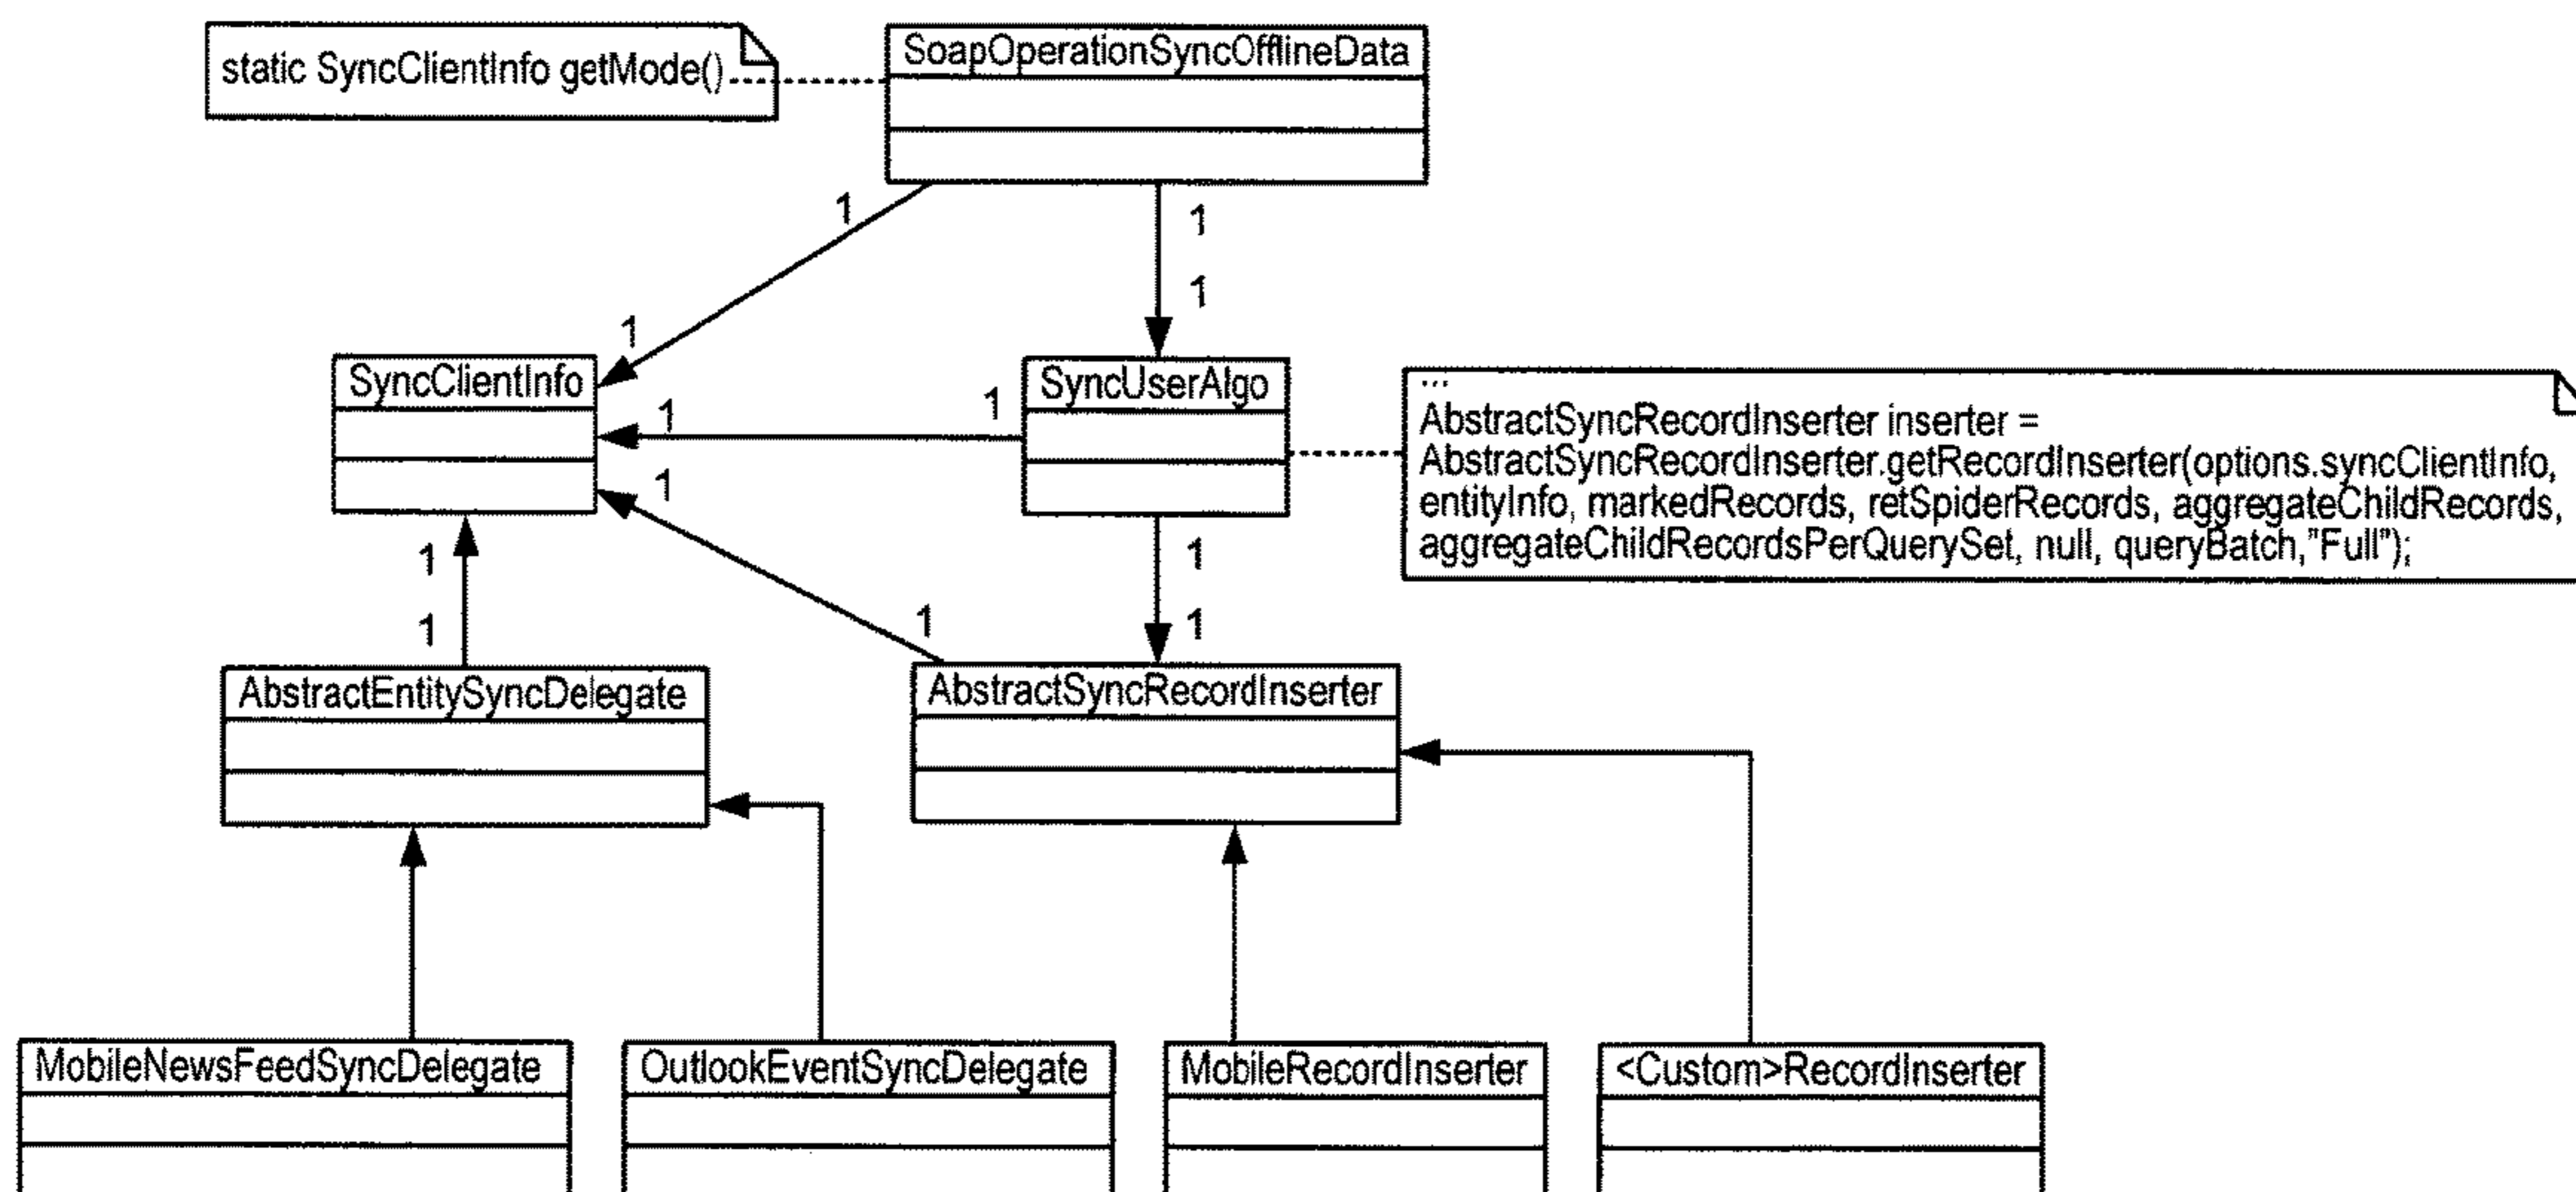 static SyncClientInfo getMode()
SoapOperationSyncOfflineData
1
1
1
1
SyncClientInfo
SyncUserAlgo
1
1
...
AbstractSyncRecordInserter inserter =
AbstractSyncRecordInserter.getRecordInserter(options.syncClientInfo,
entityInfo, markedRecords, retSpiderRecords, aggregateChildRecords,
aggregateChildRecordsPerQuerySet, null, queryBatch,"Full");
1
1
1
1
1
1
AbstractEntitySyncDelegate
AbstractSyncRecordInserter
MobileNewsFeedSyncDelegate
OutlookEventSyncDelegate
MobileRecordInserter
<Custom>RecordInserter